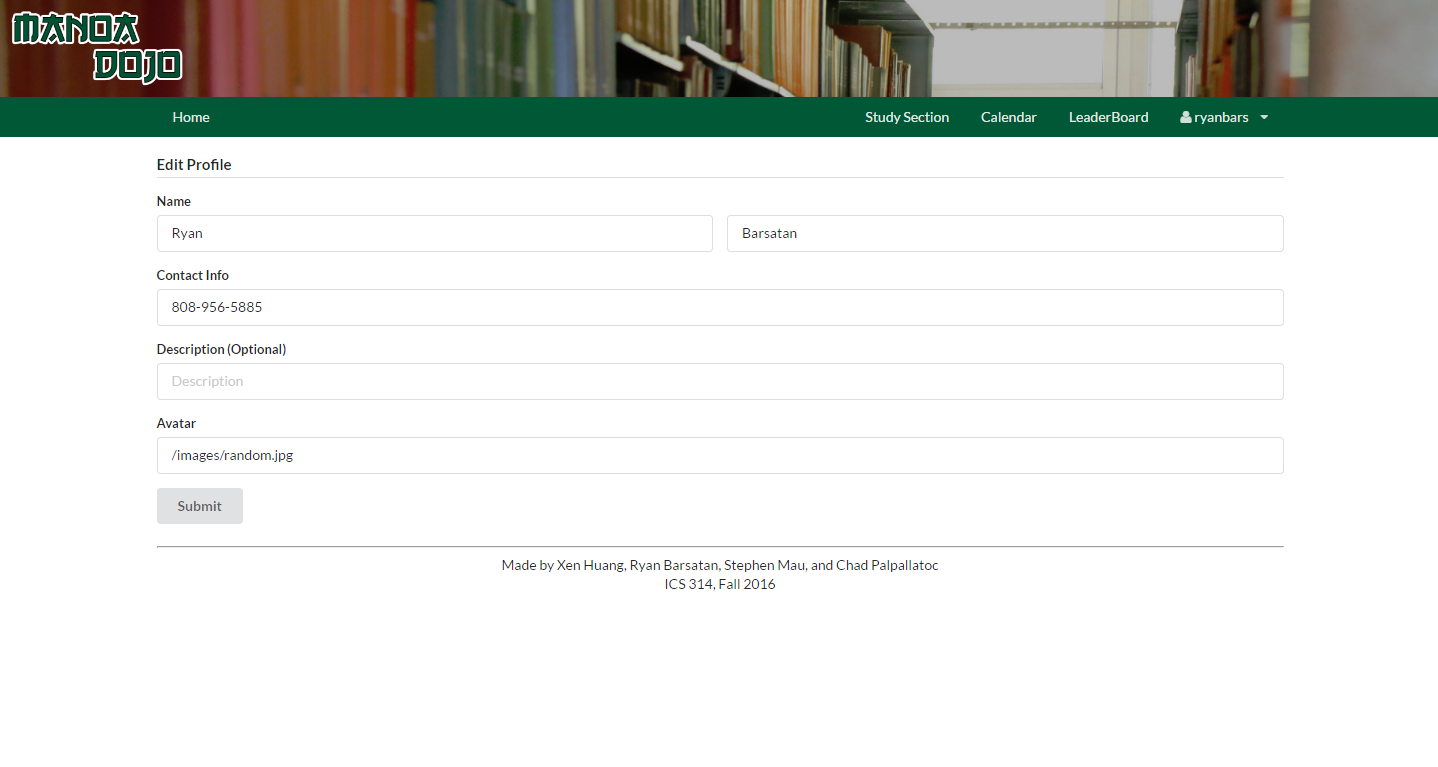 MANOA
DOJO
Home Study Section Calendar LeaderBoard ryanbars
Edit Profile
Name
Ryan Barsatan
Contact Info
808-956-5885
Description (Optional)
Description
Avatar
/images/random.jpg
Submit
Made by Xen Huang, Ryan Barsatan, Stephen Mau, and Chad Palpallatoc
ICS 314, Fall 2016